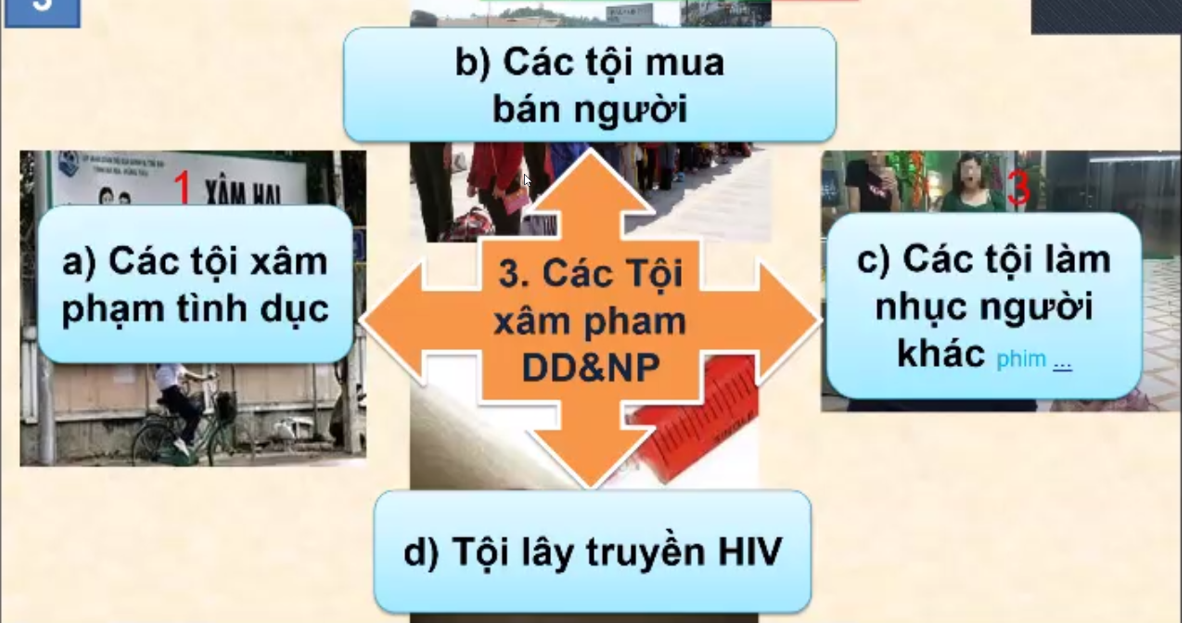 3
b) Các tội mua
bán người
1
XÂM HẠI
a) Các tội xâm
phạm tình dục
3. Các Tội
xâm pham
DD&NP
3
c) Các tội làm
nhục người
khác phim ...
d) Tội lây truyền HIV